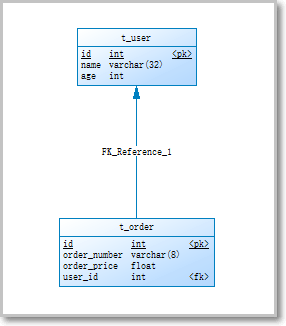 t_user
id int <pk>
name varchar(32)
age int
FK_Reference_1
t_order
id int <pk>
order_number varchar(8)
order_price float
user_id int <fk>